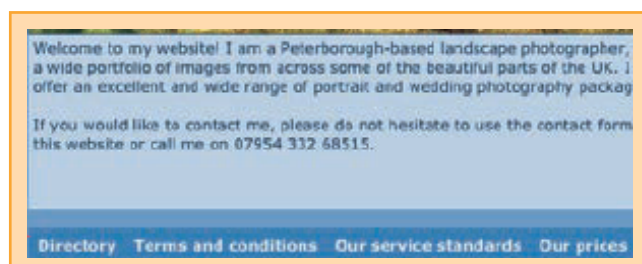 Welcome to my website! I am a Peterborough-based landscape photographer,
a wide portfolio of images from across some of the beautiful parts of the UK.
offer an excellent and wide range of portrait and wedding photography packag
If you would like to contact me, please do not hesitate to use the contact form
this website or call me on 07954 332 68515.
Directory Terms and conditions Our service standards Our prices